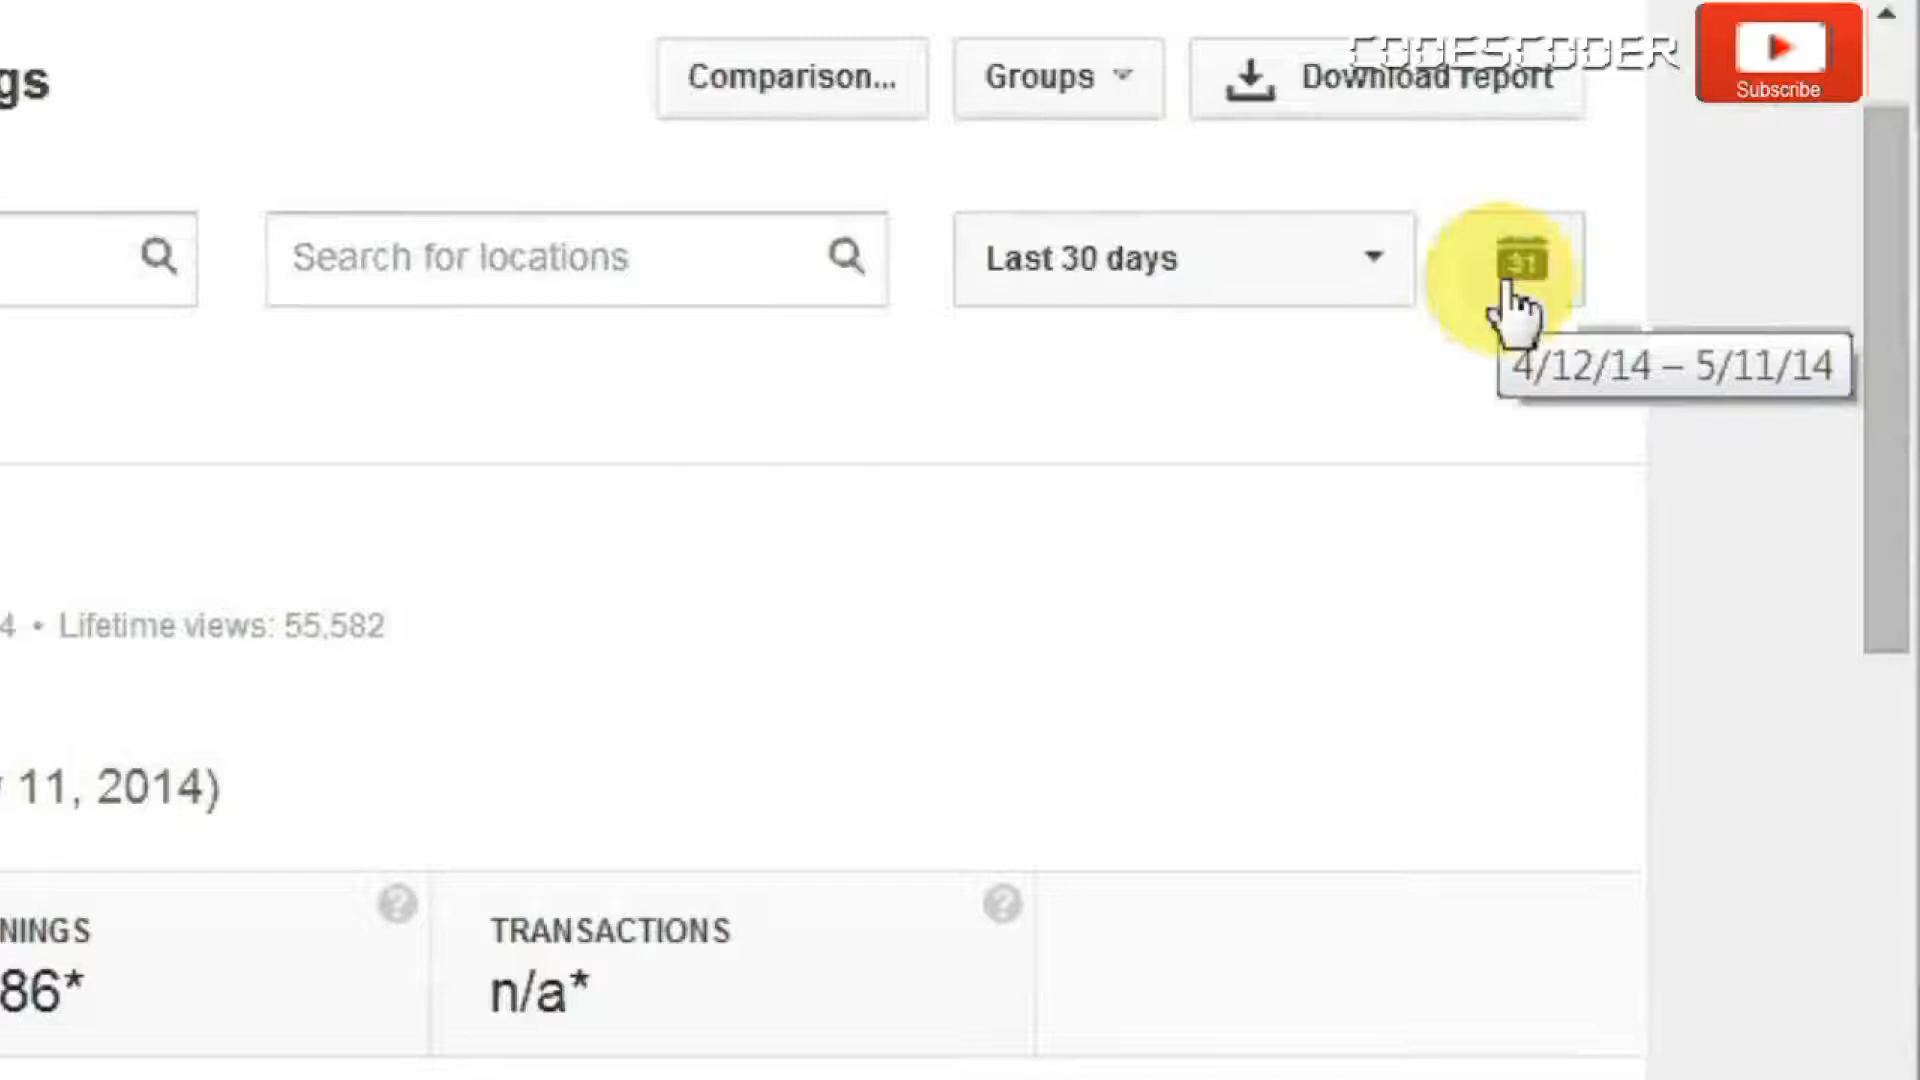 CODESCODER
Subscribe
gs
Comparison...
Groups
Download report
Search for locations
Last 30 days
31
4/12/14 – 5/11/14
4 • Lifetime views: 55,582
11, 2014)
NINGS
86*
TRANSACTIONS
n/a*